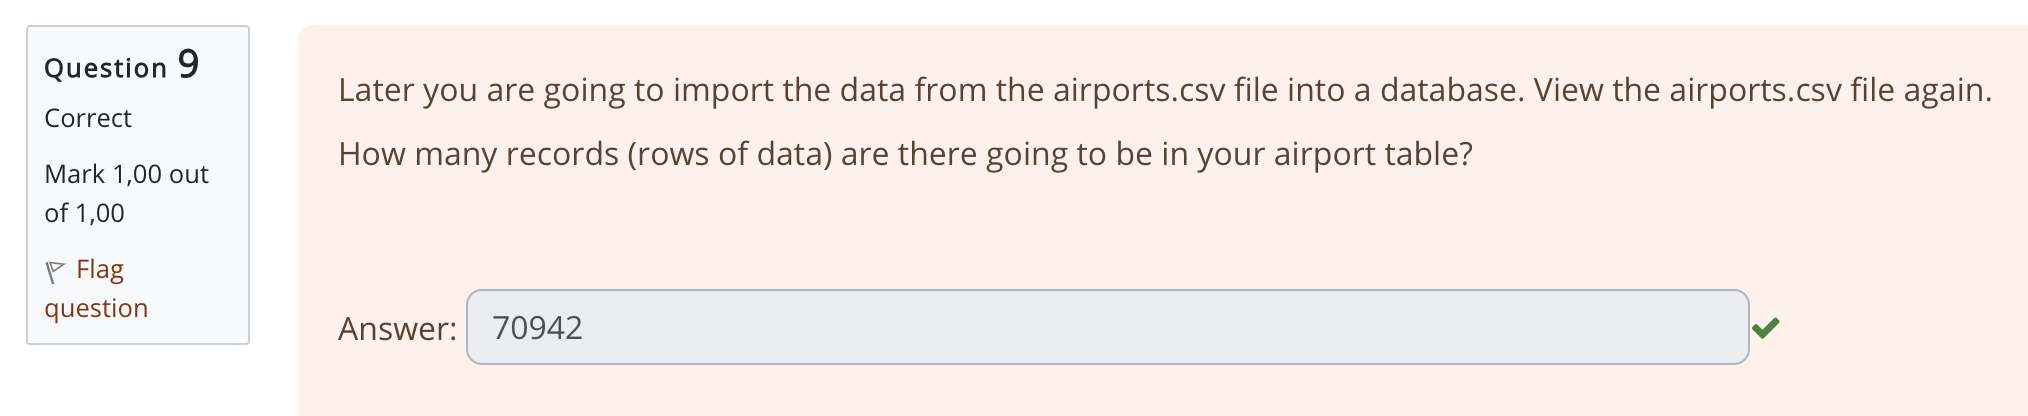 Question 9
Correct
Mark 1,00 out
of 1,00
Flag
question
Later you are going to import the data from the airports.csv file into a database. View the airports.csv file again.
How many records (rows of data) are there going to be in your airport table?
Answer: 70942